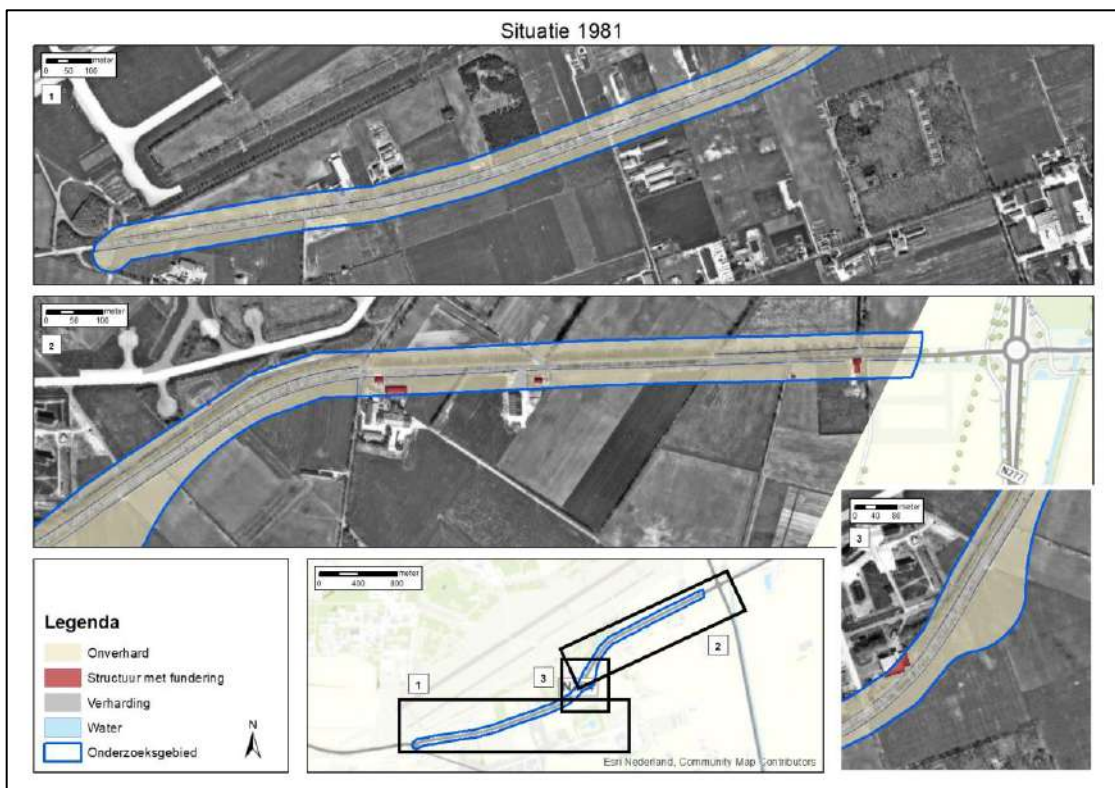 Situatie 1981
meter
0 50 100
1
meter
0 50 100
2
N277
meter
0 40 80
3
Legenda
Onverhard
Structuur met fundering
Verharding
Water
Onderzoeksgebied
N
meter
0 400 800
1
3
2
Esri Nederland, Community Map Contributors